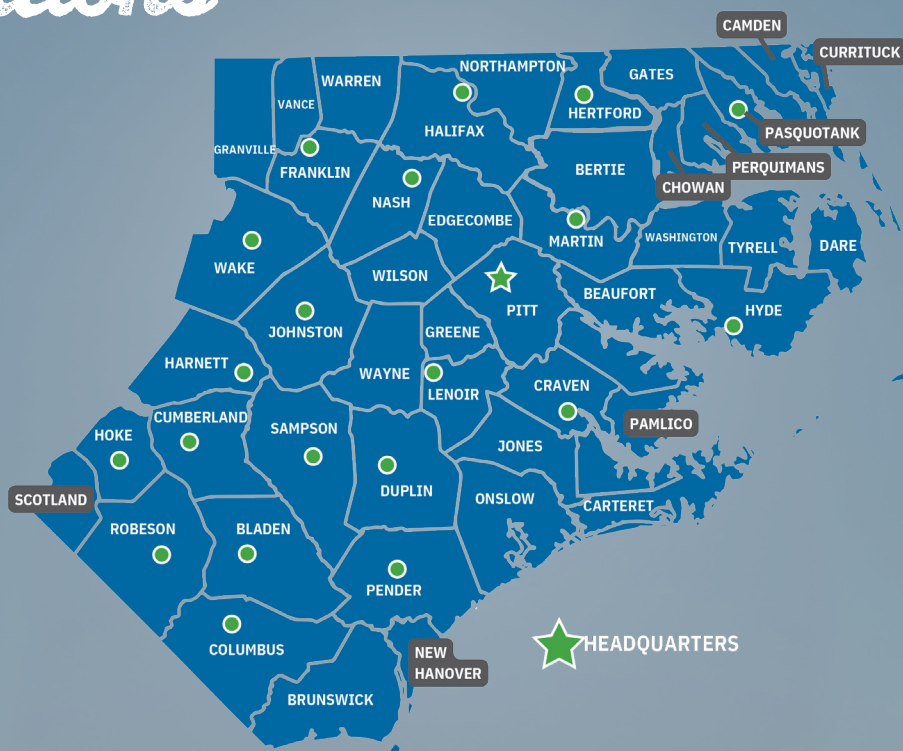 CAMDEN
CURRITUCK
NORTHAMPTON
GATES
WARREN
VANCE
HERTFORD
HALIFAX
PASQUOTANK
GRANVILLE
PERQUIMANS
FRANKLIN
BERTIE
CHOWAN
NASH
EDGECOMBE
MARTIN
WASHINGTON
TYRELL
DARE
WAKE
WILSON
BEAUFORT
PITT
HYDE
JOHNSTON
GREENE
HARNETT
WAYNE
CRAVEN
LENOIR
CUMBERLAND
PAMLICO
SAMPSON
HOKE
JONES
DUPLIN
SCOTLAND
ONSLOW
CARTERET
ROBESON
BLADEN
PENDER
HEADQUARTERS
COLUMBUS
NEW
HANOVER
BRUNSWICK